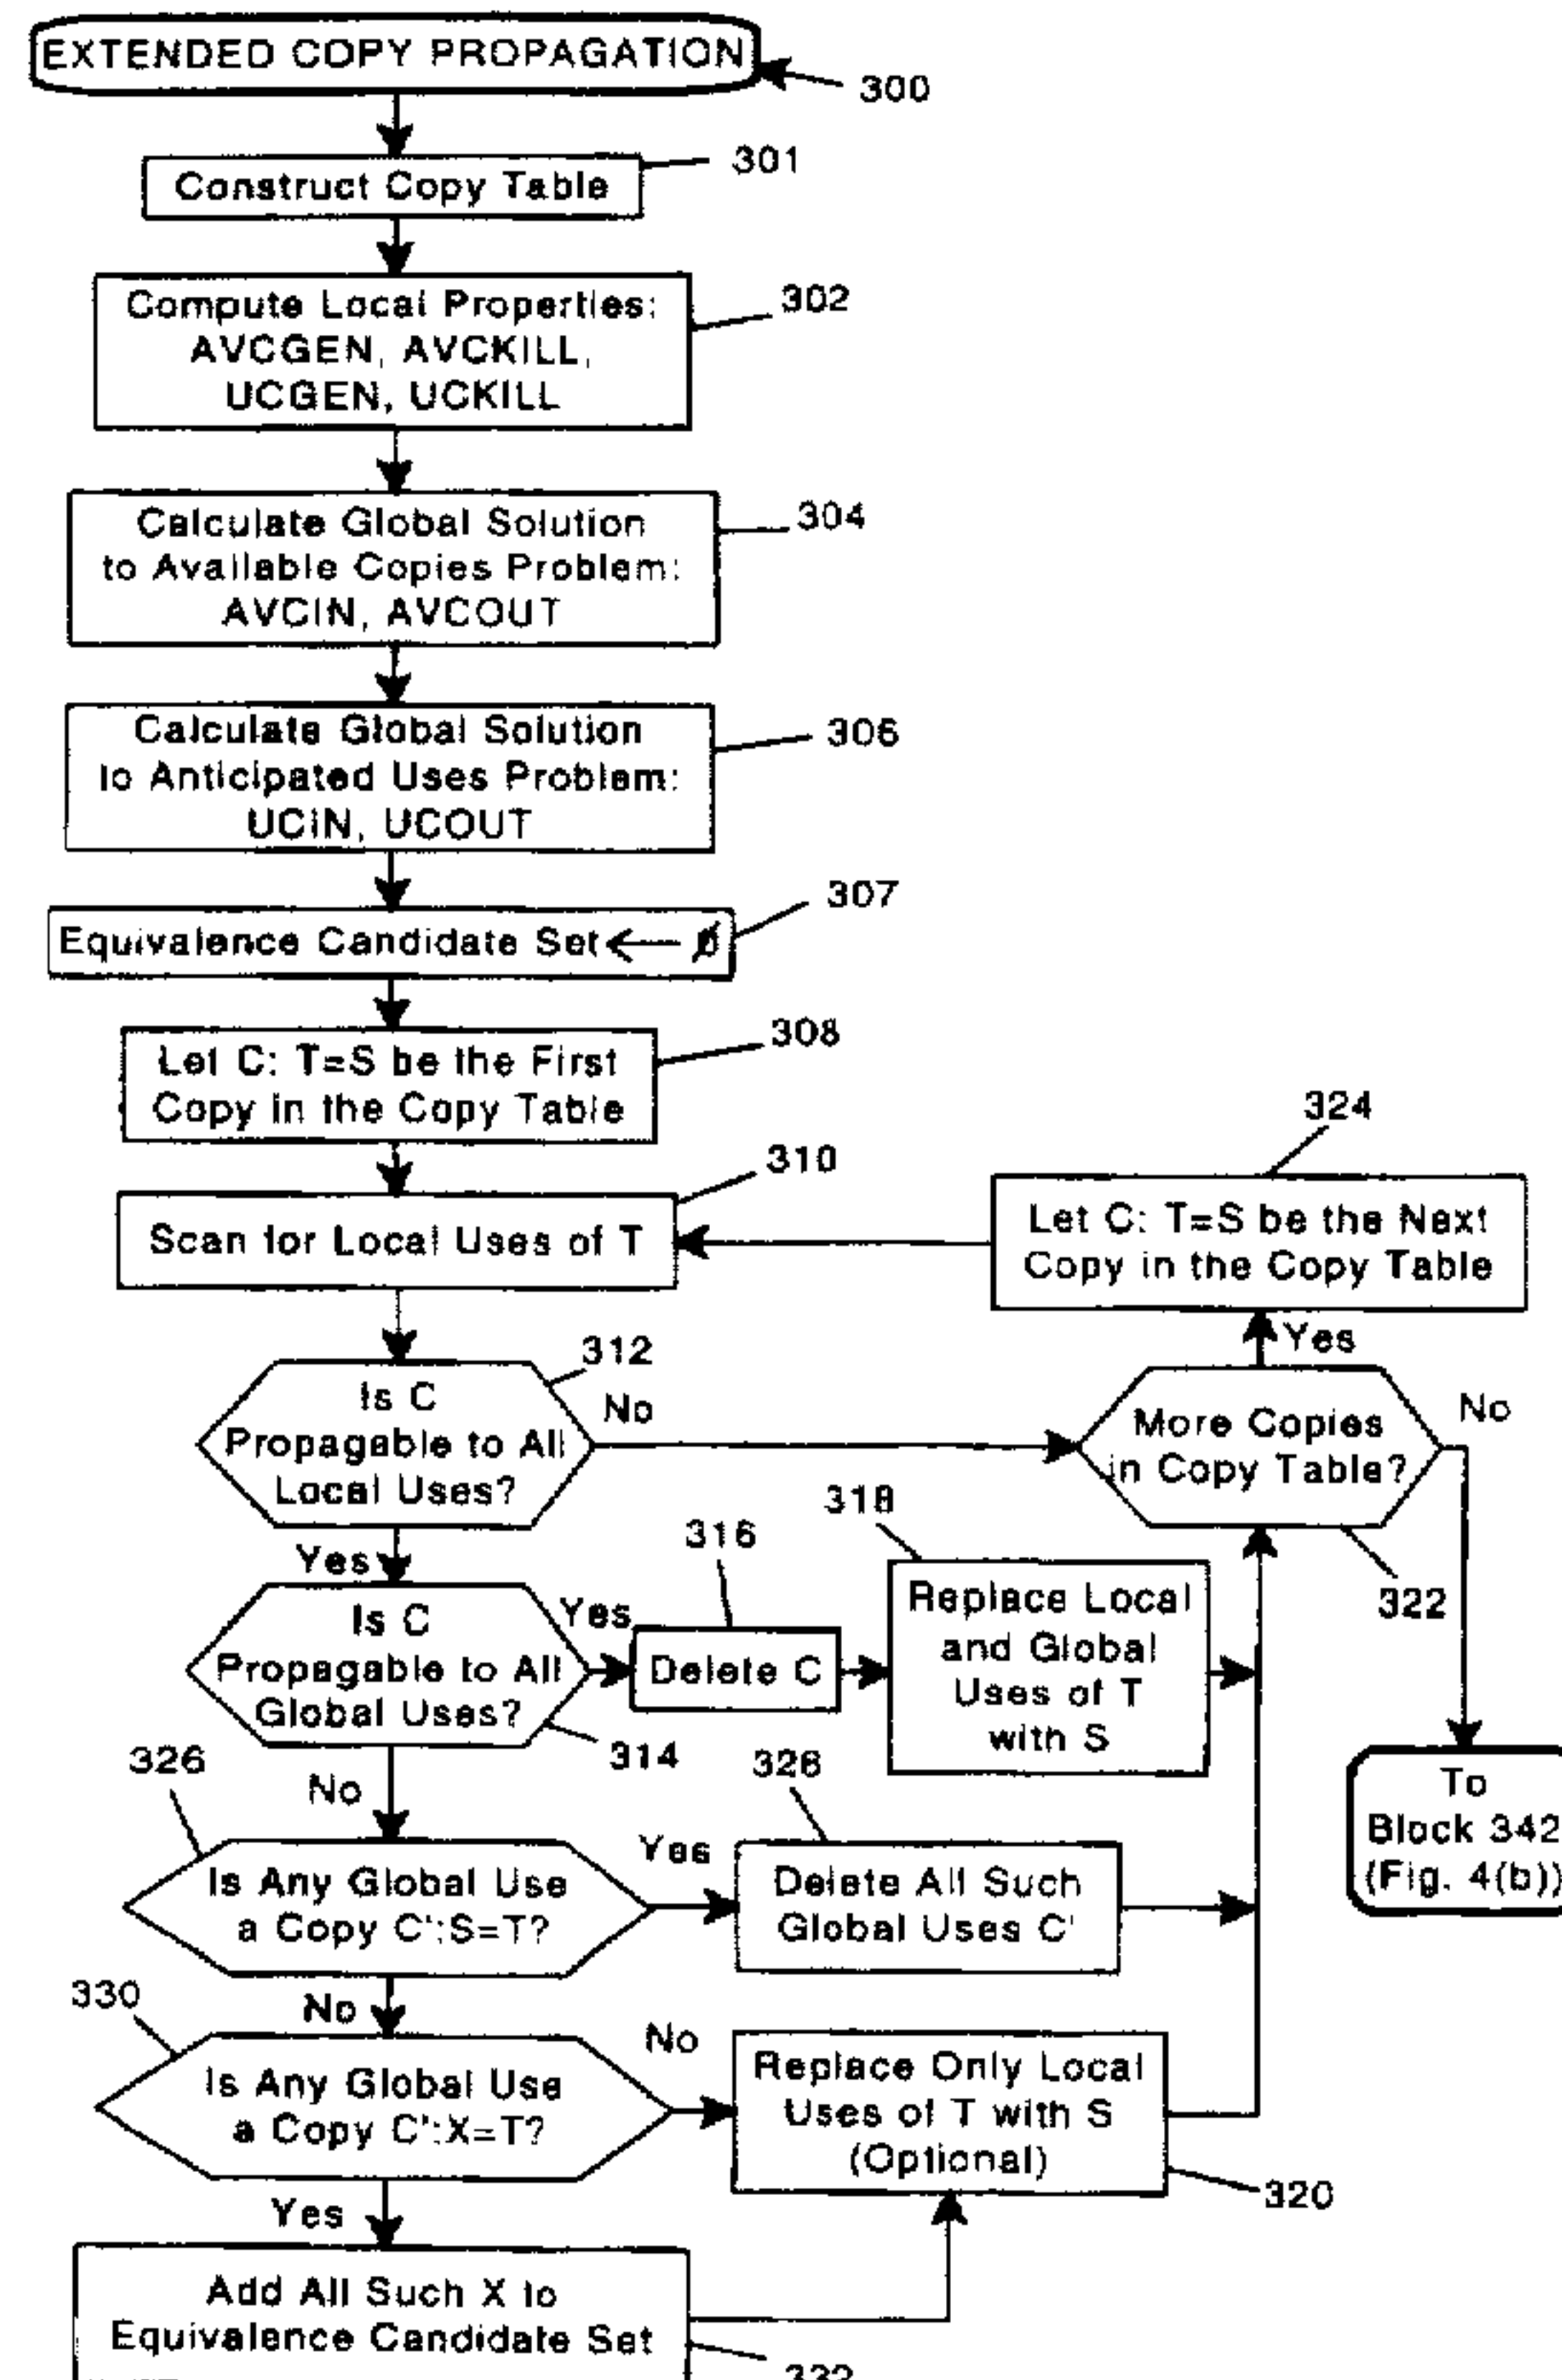 EXTENDED COPY PROPAGATION
300
Construct Copy Table
301
Compute Local Properties:
AVCGEN, AVCKILL,
UCGEN, UCKILL
302
Calculate Global Solution
to Available Copies Problem:
AVCIN, AVCOUT
304
Calculate Global Solution
to Anticipated Uses Problem:
UCIN, UCOUT
306
Equivalence Candidate Set ← ∅
307
Let C: T=S be the First
Copy in the Copy Table
308
Scan for Local Uses of T
310
Let C: T=S be the Next
Copy in the Copy Table
324
Yes
Is C
Propagable to All
Local Uses?
312
No
More Copies
in Copy Table?
322
No
Yes
Is C
Propagable to All
Global Uses?
314
Yes
Delete C
316
Replace Local
and Global
Uses of T
with S
318
To
Block 342
(Fig. 4(b))
No
Is Any Global Use
a Copy C':S=T?
326
Yes
Delete All Such
Global Uses C'
328
No
Is Any Global Use
a Copy C':X=T?
330
No
Replace Only Local
Uses of T with S
(Optional)
320
Yes
Add All Such X to
Equivalence Candidate Set
332